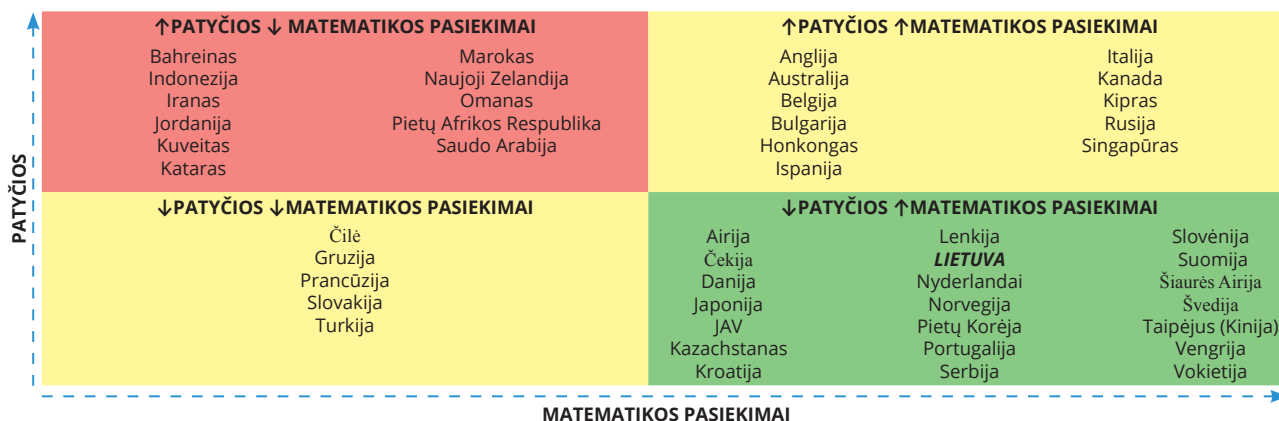 ↑PATYČIOS ↓ MATEMATIKOS PASIEKIMAI
Bahreinas
Indonezija
Iranas
Jordanija
Kuveitas
Kataras
Marokas
Naujoji Zelandija
Omanas
Pietų Afrikos Respublika
Saudo Arabija
↑PATYČIOS ↑MATEMATIKOS PASIEKIMAI
Anglija
Australija
Belgija
Bulgarija
Honkongas
Ispanija
Italija
Kanada
Kipras
Rusija
Singapūras
PATYČIOS
↓PATYČIOS ↓MATEMATIKOS PASIEKIMAI
Čilė
Gruzija
Prancūzija
Slovakija
Turkija
↓PATYČIOS ↑MATEMATIKOS PASIEKIMAI
Airija
Čekija
Danija
Japonija
JAV
Kazachstanas
Kroatija
Lenkija
LIETUVA
Nyderlandai
Norvegija
Pietų Korėja
Portugalija
Serbija
Slovėnija
Suomija
Šiaurės Airija
Švedija
Taipėjus (Kinija)
Vengrija
Vokietija
MATEMATIKOS PASIEKIMAI